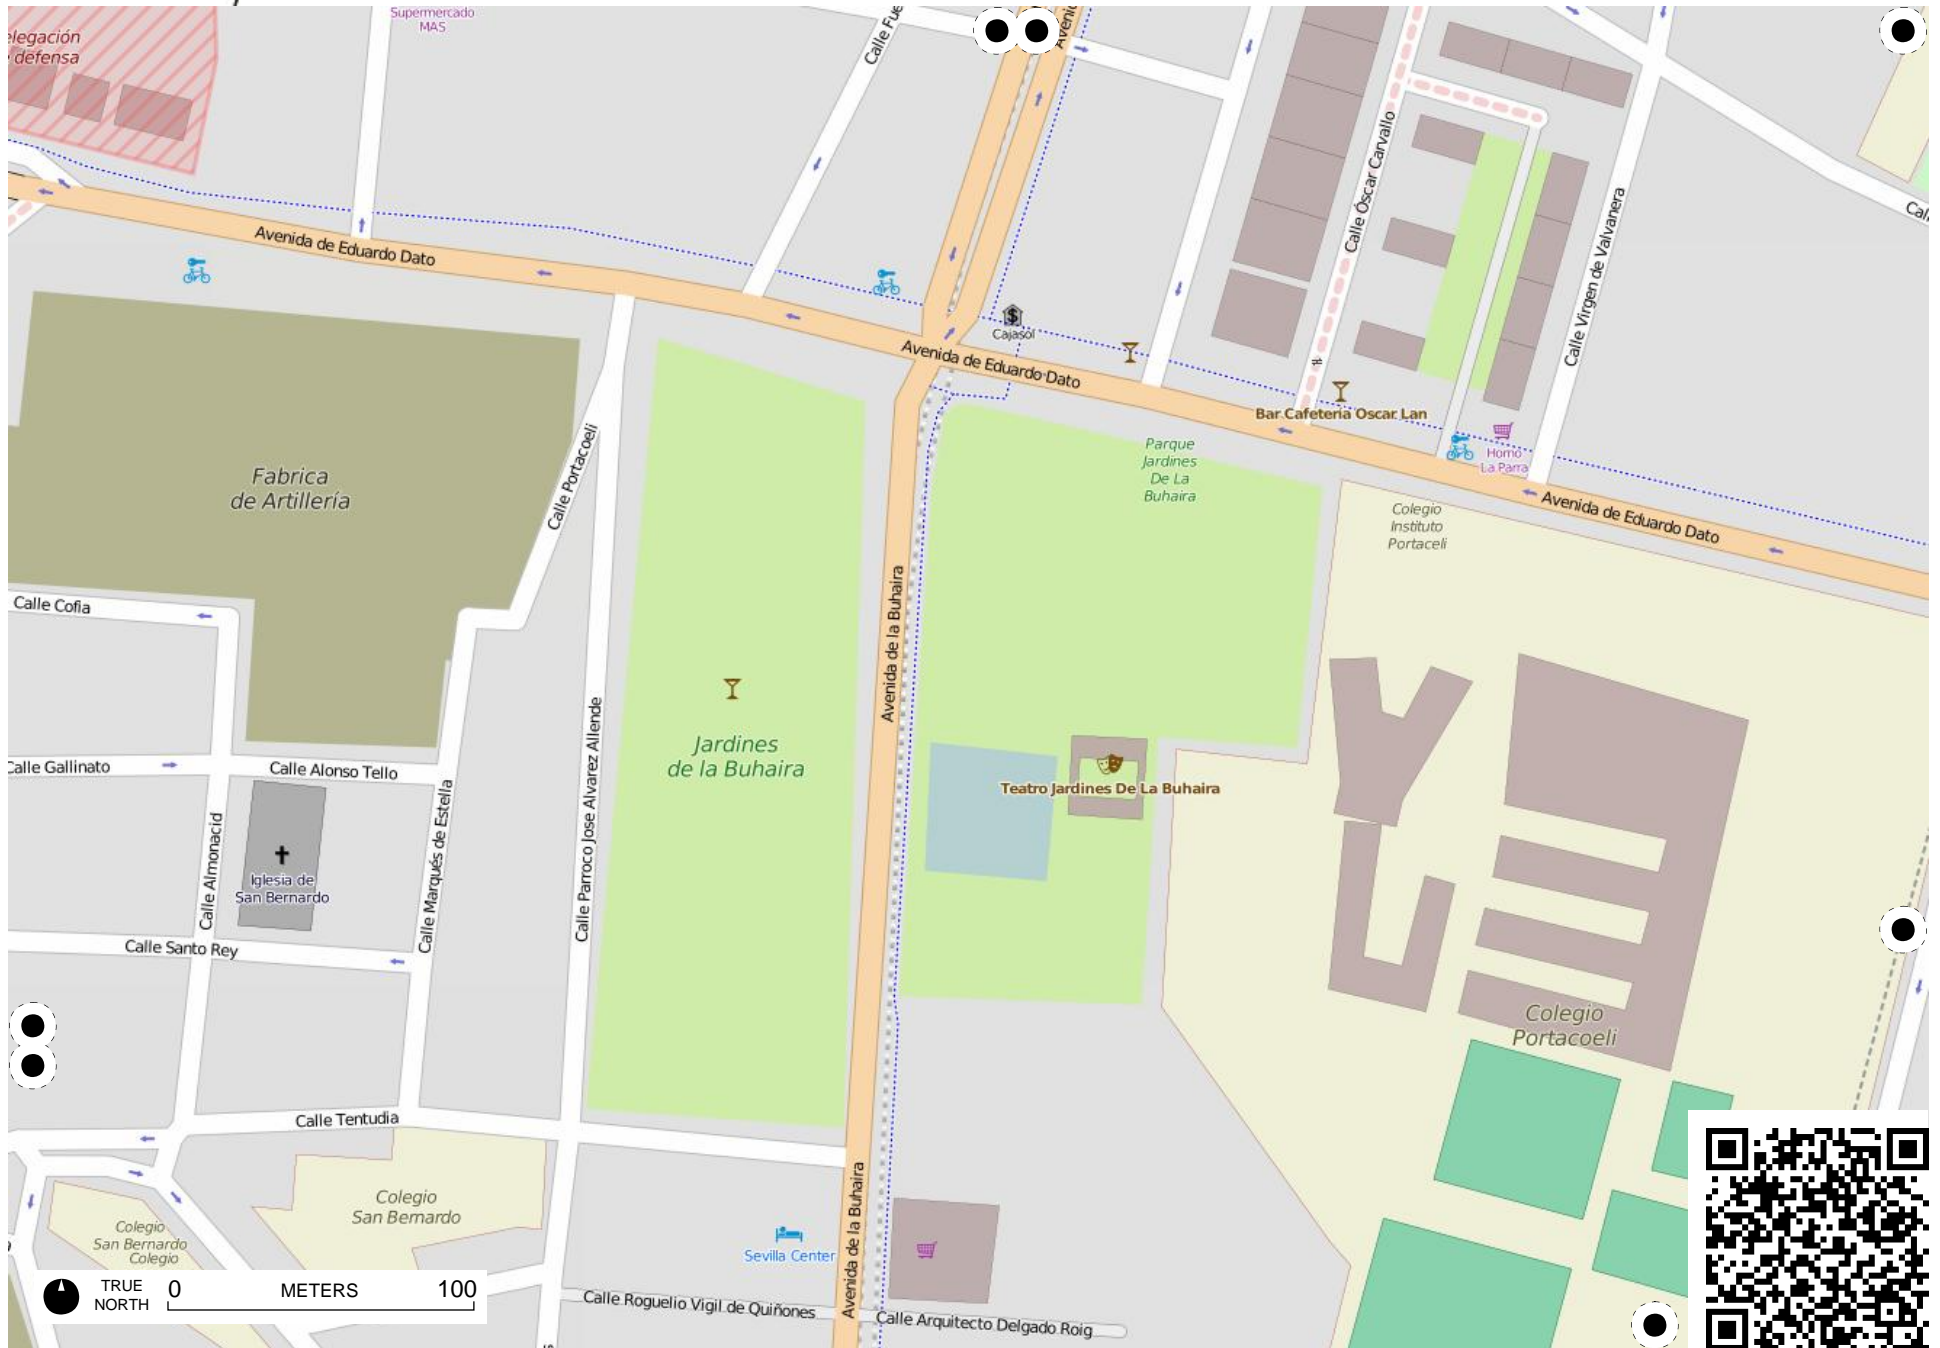 Supermercado
MAS
elegación
defensa
Calle Fue
Aveni
Calle Óscar Carvallo
Calle Virgen de Valvanera
Cal
Avenida de Eduardo Dato
Cajasol
Avenida de Eduardo Dato
Bar Cafeteria Oscar Lan
Parque
Jardines
De La
Buhaira
Homo
La Parra
Avenida de Eduardo Dato
Colegio
Instituto
Portaceli
Fabrica
de Artillería
Calle Portacoeli
Calle Cofia
Avenida de la Buhaira
Calle Parroco Jose Alvarez Allende
Jardines
de la Buhaira
Teatro Jardines De La Buhaira
Calle Gallinato
Calle Alonso Tello
Calle Almonacid
Calle Marqués de Estella
Iglesia de
San Bernardo
Calle Santo Rey
Colegio
Portacoeli
Calle Tentudia
Colegio
San Bernardo
Colegio
San Bernardo
Colegio
Avenida de la Buhaira
Sevilla Center
TRUE
NORTH
0 METERS 100
Calle Roguelio Vigil de Quiñones
Calle Arquitecto Delgado Roig